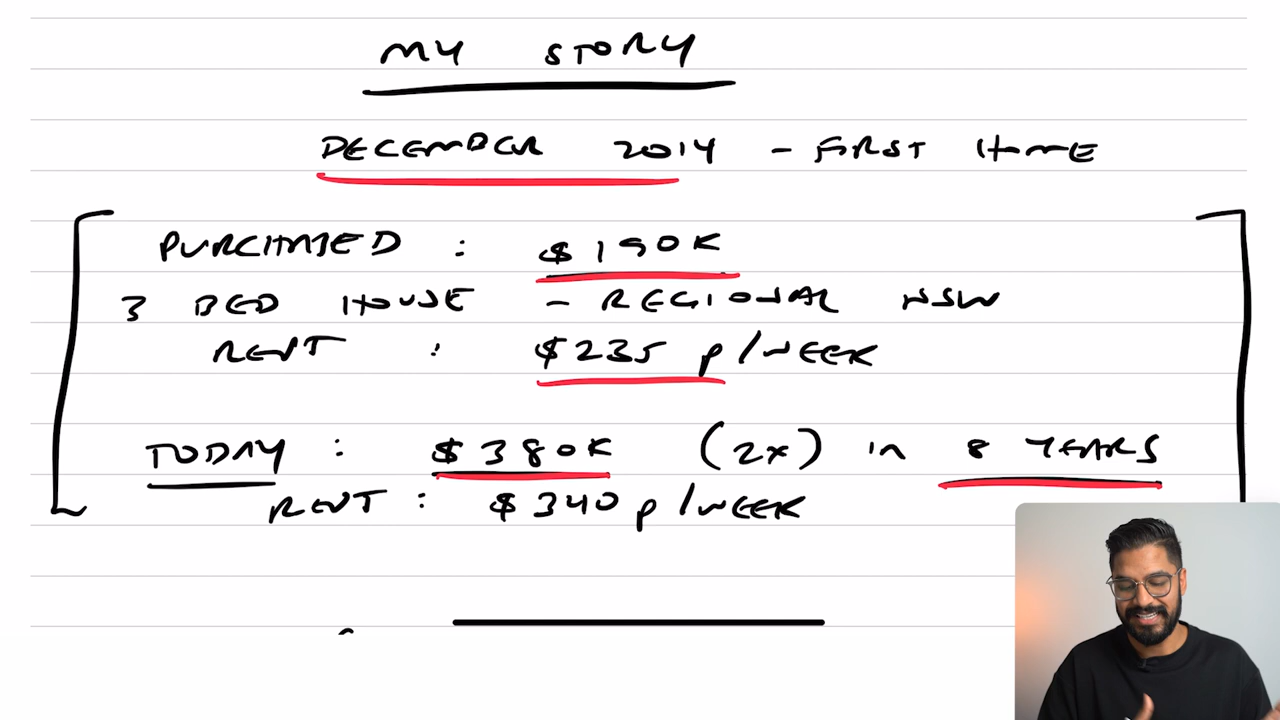 MY STORY
DECEMBER 2014 - FIRST HOME
PURCHASED : $190K
3 BED HOUSE - REGIONAL NSW
RENT : $235 p/WEEK
TODAY : $380K (2x) in 8 YEARS
RENT : $340 p/WEEK